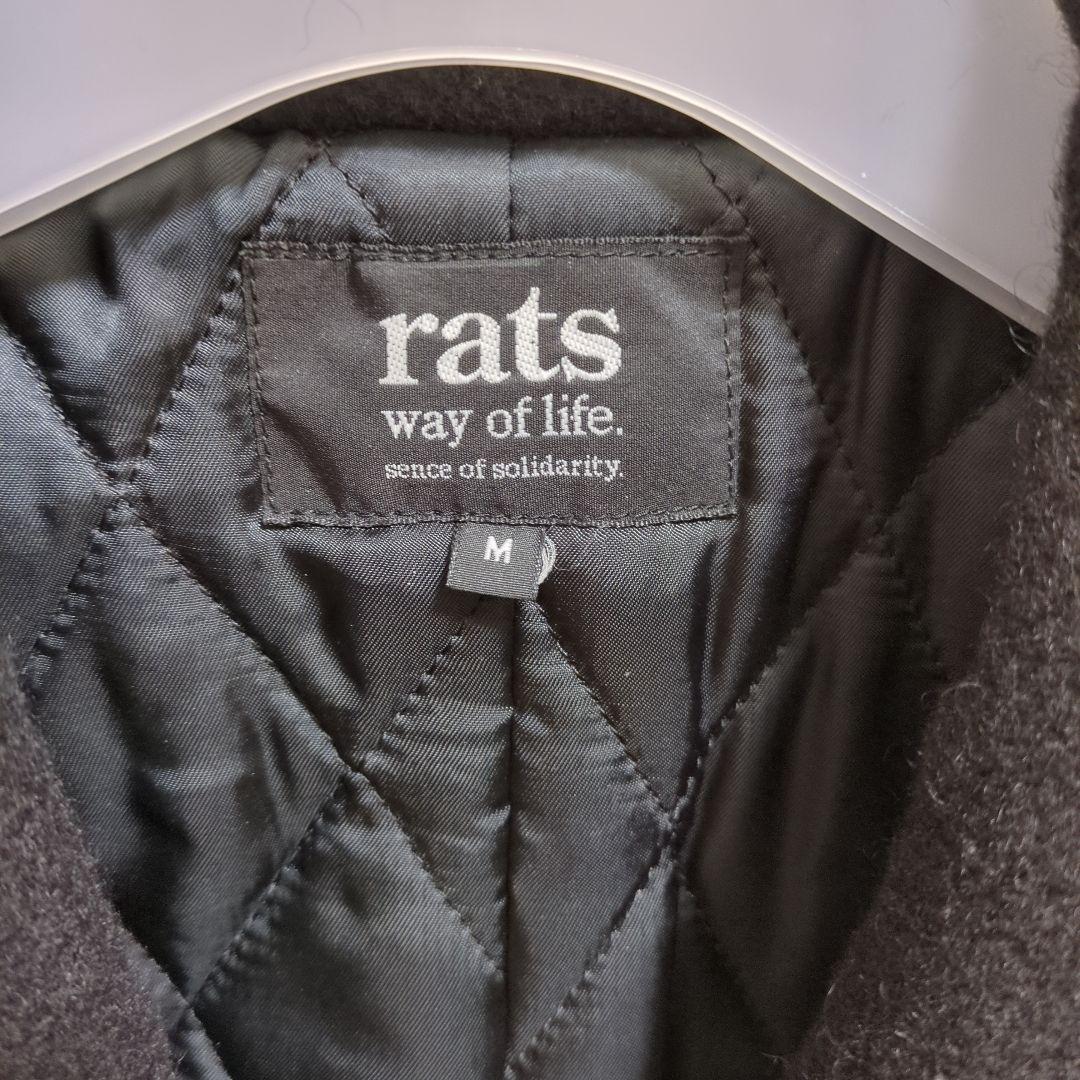 rats
way of life.
sence of solidarity.
M